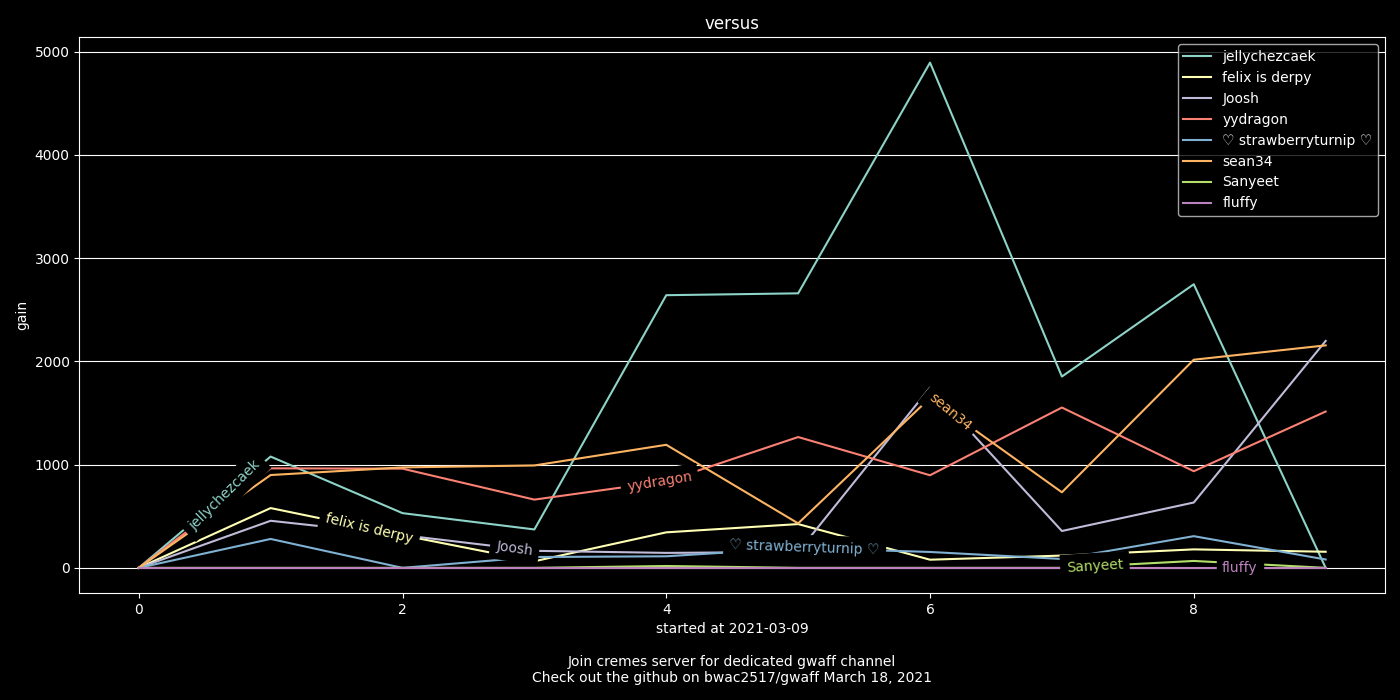 versus
5000
4000
3000
2000
1000
0
gain
jellychezcaek
felix is derpy
Joosh
yydragon
♡ strawberryturnip ♡
sean34
Sanyeet
fluffy
jellychezcaek
felix is derpy
Joosh
yydragon
♡ strawberryturnip ♡
sean34
Sanyeet
fluffy
0 2 4 6 8
started at 2021-03-09
Join cremes server for dedicated gwaff channel
Check out the github on bwac2517/gwaff March 18, 2021